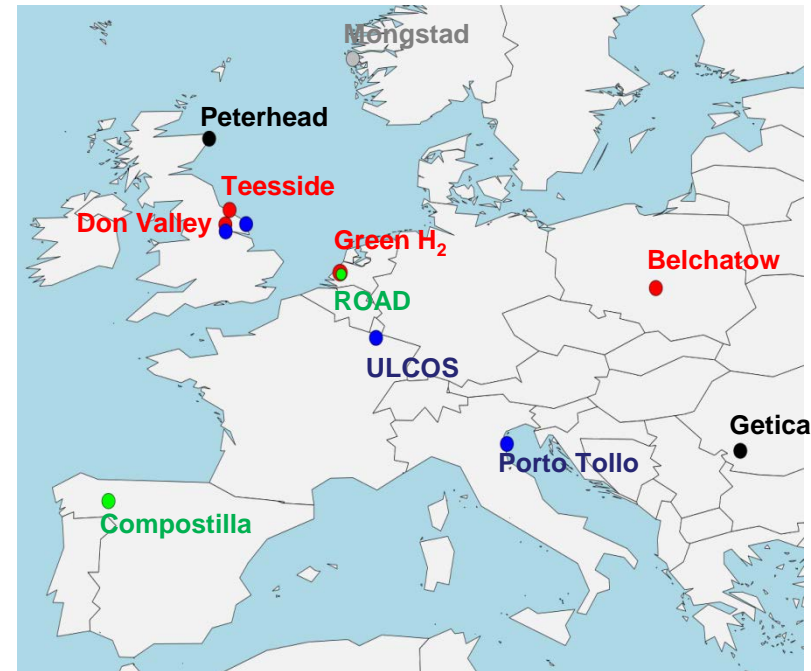 Mongstad
Peterhead
Teesside
Don Valley
Green H₂
Belchatow
ROAD
ULCOS
Getica
Porto Tollo
Compostilla